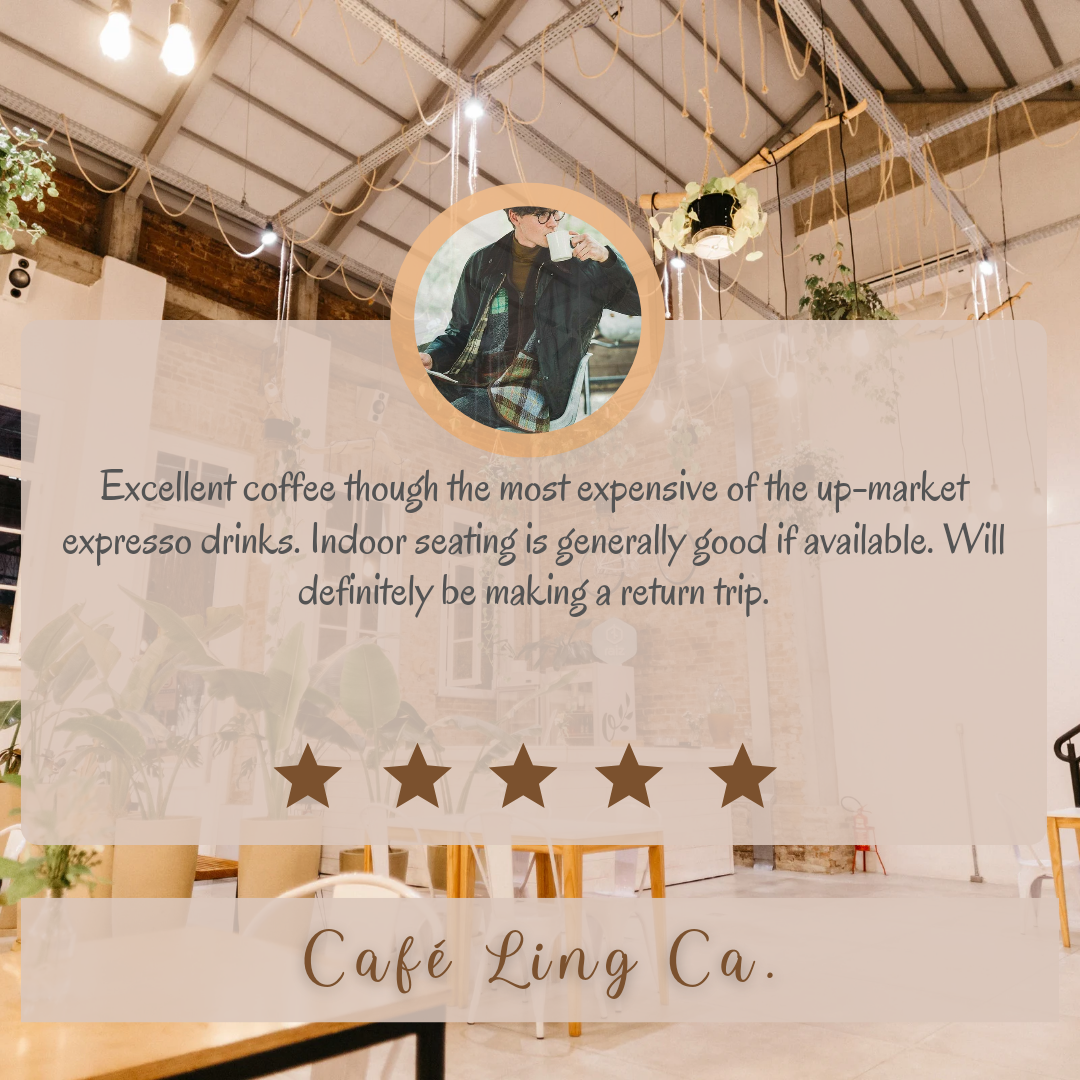 Excellent coffee though the most expensive of the up-market
expresso drinks. Indoor seating is generally good if available. Will
definitely be making a return trip.
Café Ling Ca.